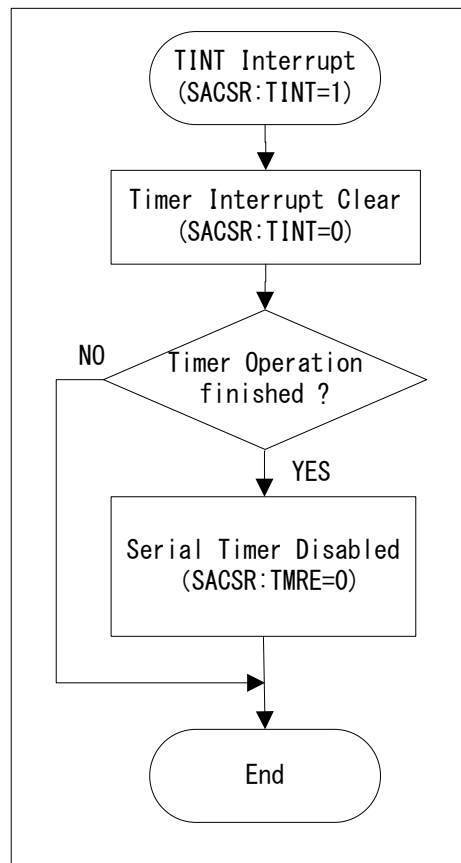 TINT Interrupt
(SACSR:TINT=1)
Timer Interrupt Clear
(SACSR:TINT=0)
NO
Timer Operation
finished ?
YES
Serial Timer Disabled
(SACSR:TMRE=0)
End